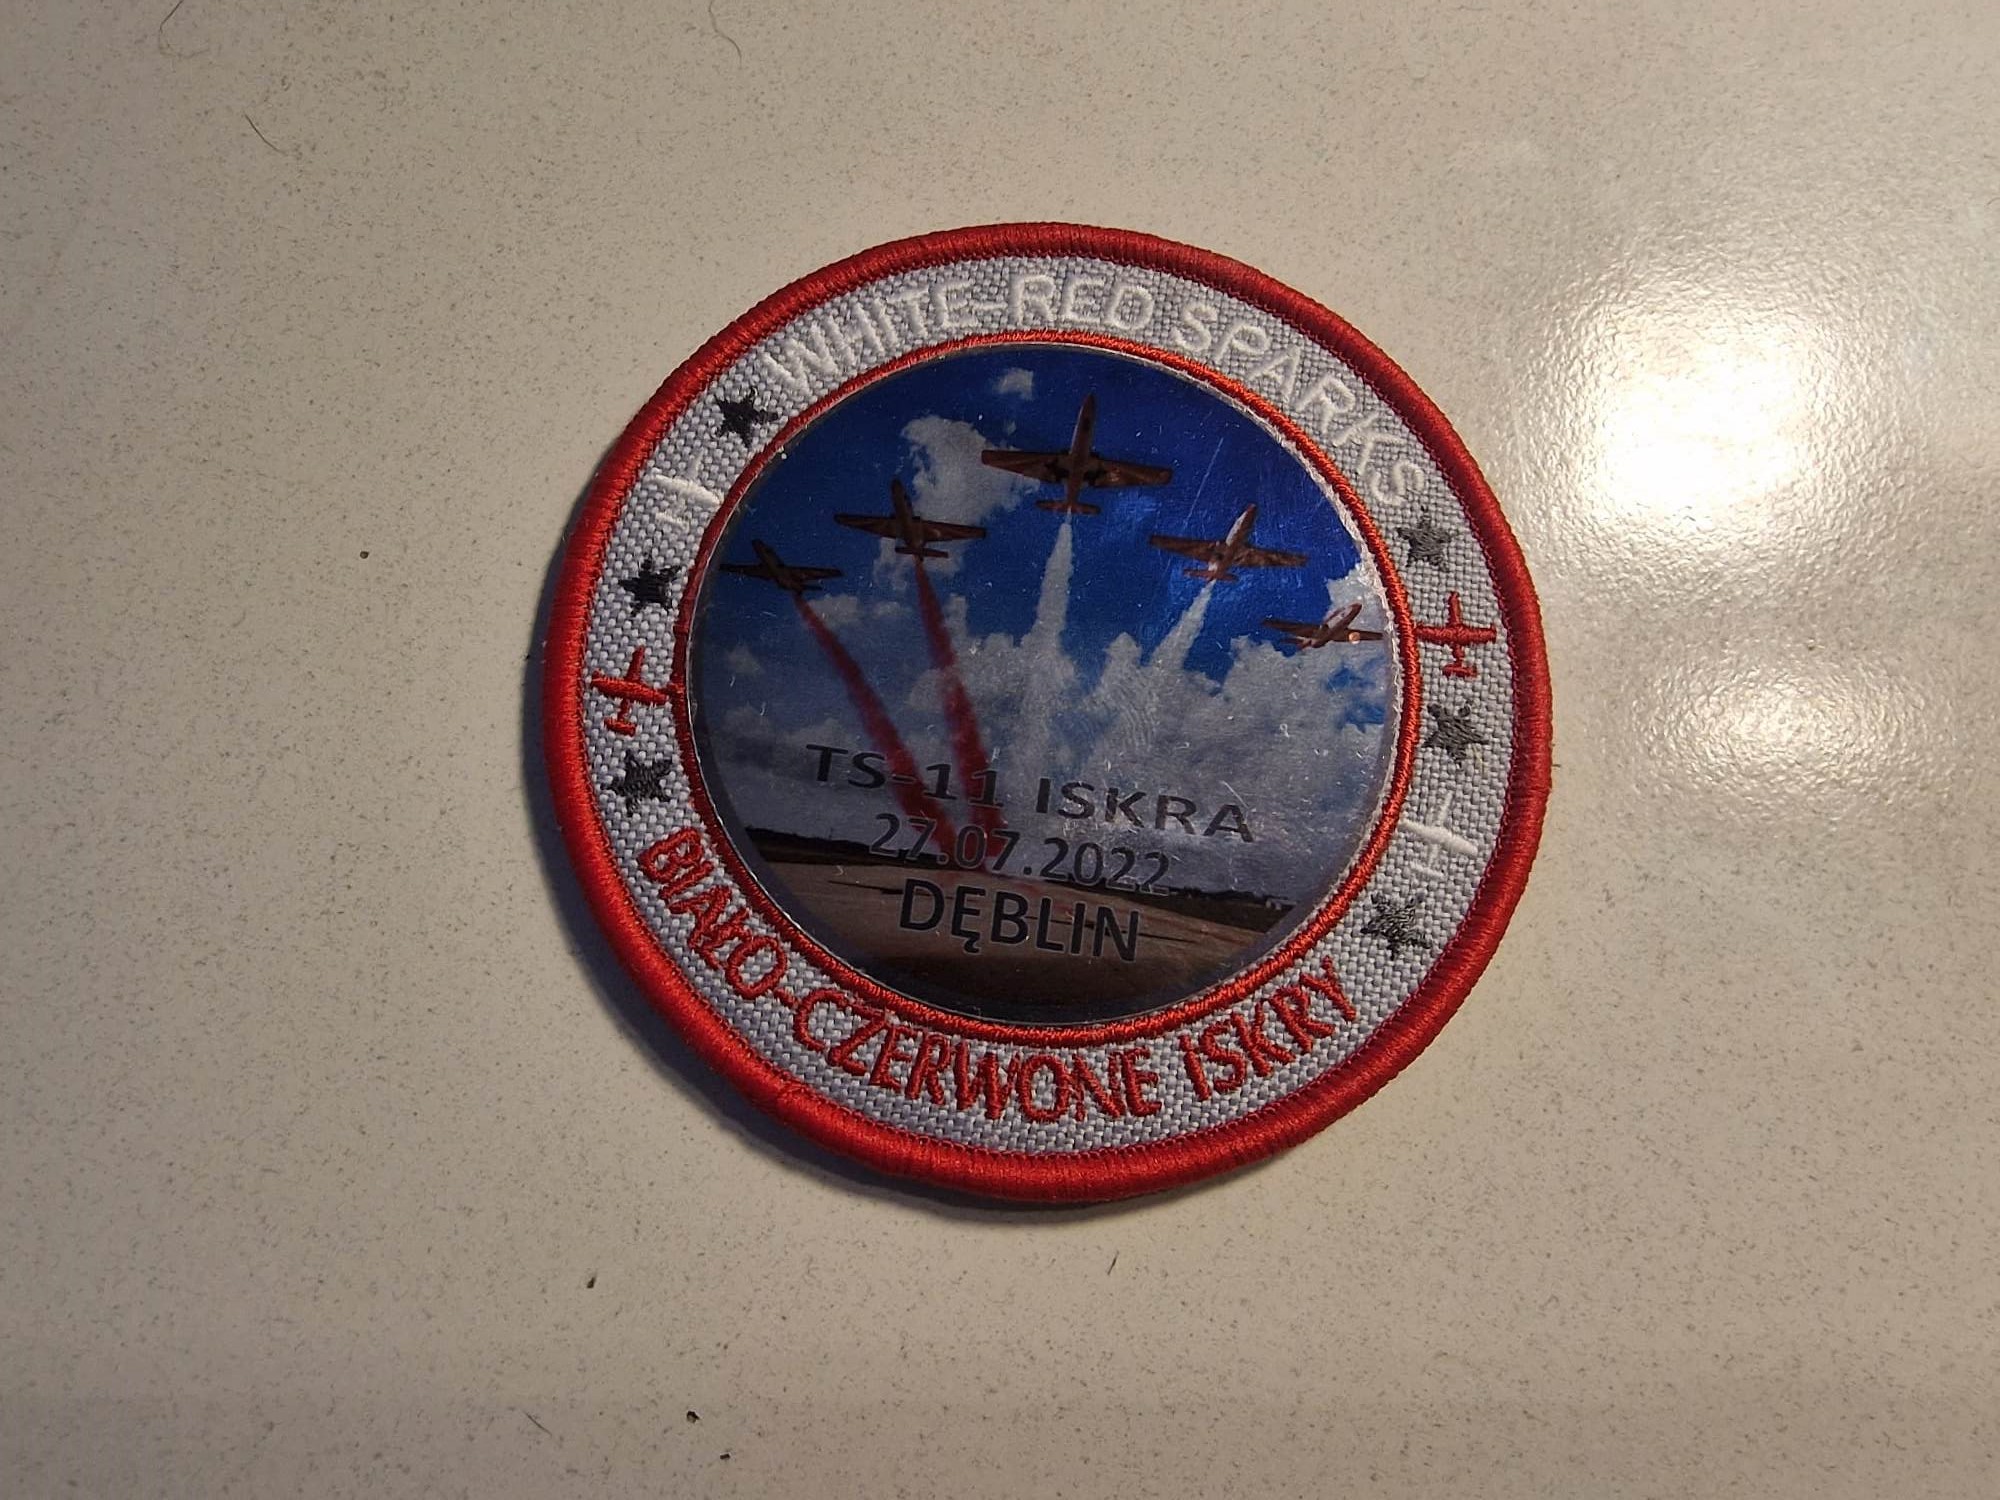 WHITE-RED SPARKS
TS-11 ISKRA
27.07.2022
DĘBLIN
BIAŁO-CZERWONE ISKRY